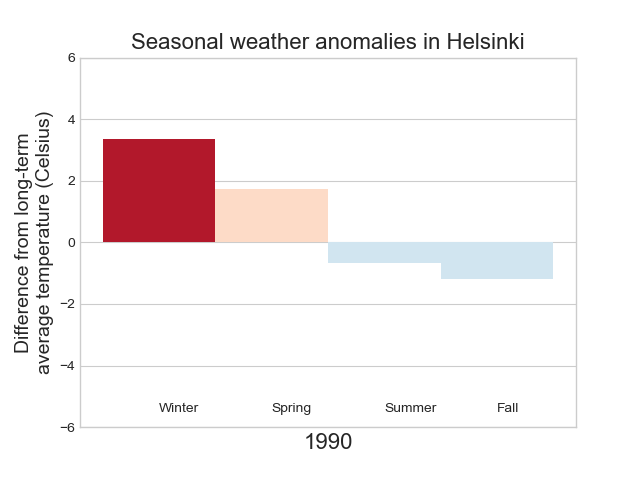 Seasonal weather anomalies in Helsinki
Difference from long-term
average temperature (Celsius)
6
4
2
0
−2
−4
−6
Winter Spring Summer Fall
1990